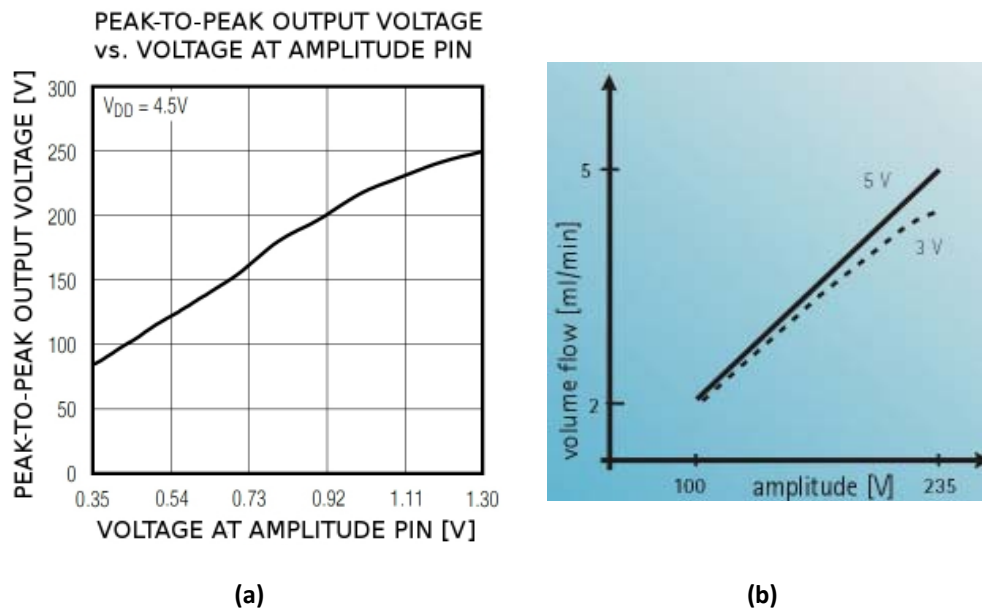 PEAK-TO-PEAK OUTPUT VOLTAGE
vs. VOLTAGE AT AMPLITUDE PIN
PEAK-TO-PEAK OUTPUT VOLTAGE [V]
300
250
200
150
100
50
0
VDD = 4.5V
0.35 0.54 0.73 0.92 1.11 1.30
VOLTAGE AT AMPLITUDE PIN [V]
(a)
volume flow [ml/min]
5
2
5 V
3 V
100 amplitude [V] 235
(b)